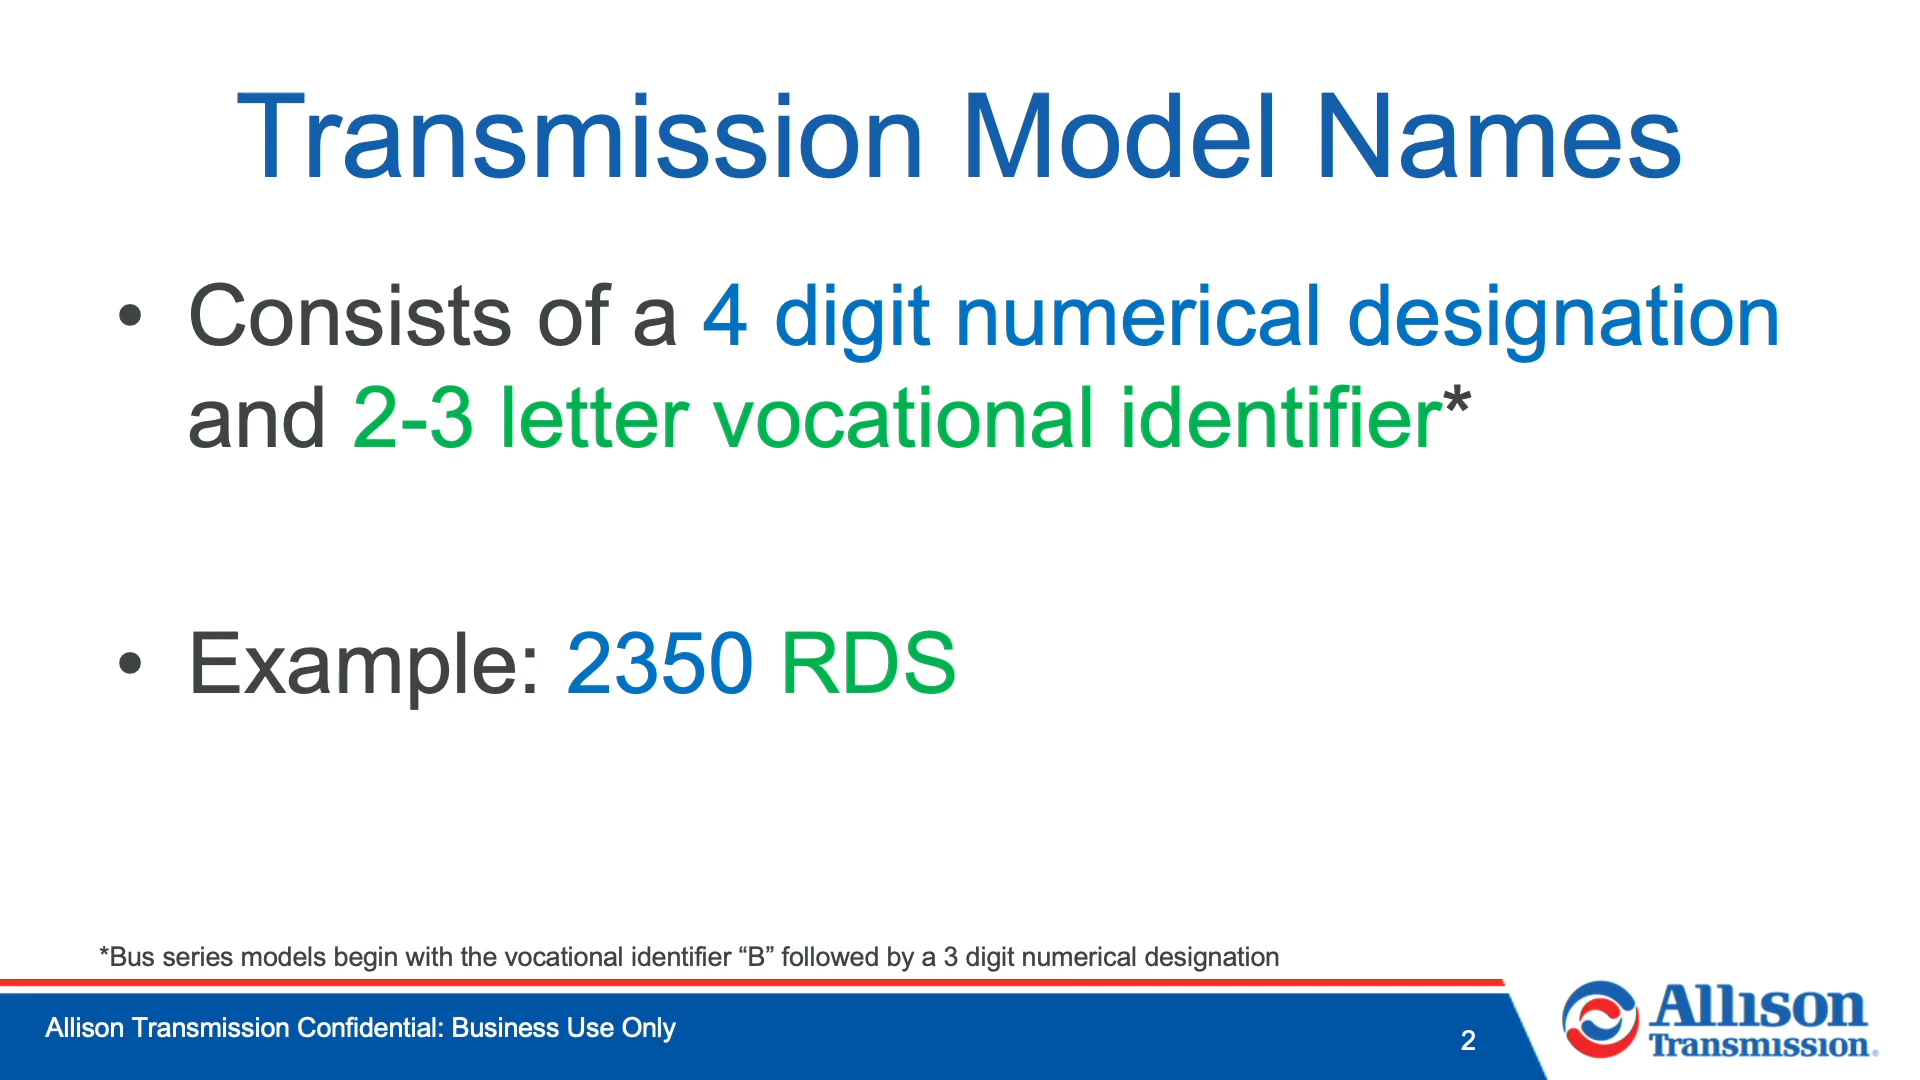 Transmission Model Names
• Consists of a 4 digit numerical designation
and 2-3 letter vocational identifier*
• Example: 2350 RDS
*Bus series models begin with the vocational identifier “B” followed by a 3 digit numerical designation
Allison Transmission Confidential: Business Use Only
2
Allison
Transmission®